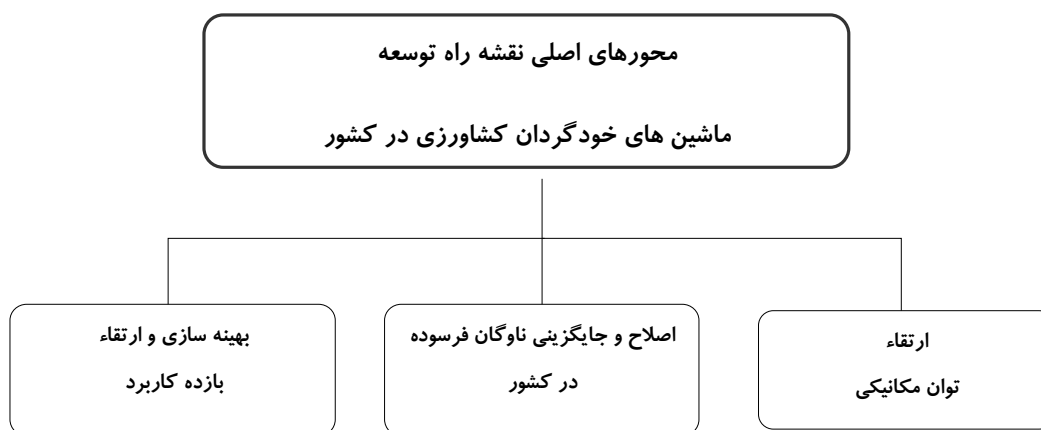 محورهای اصلی نقشه راه توسعه
ماشین های خودگردان کشاورزی در کشور
ارتقاء
توان مکانیکی
اصلاح و جایگزینی ناوگان فرسوده
در کشور
بهینه سازی و ارتقاء
بازده کاربرد